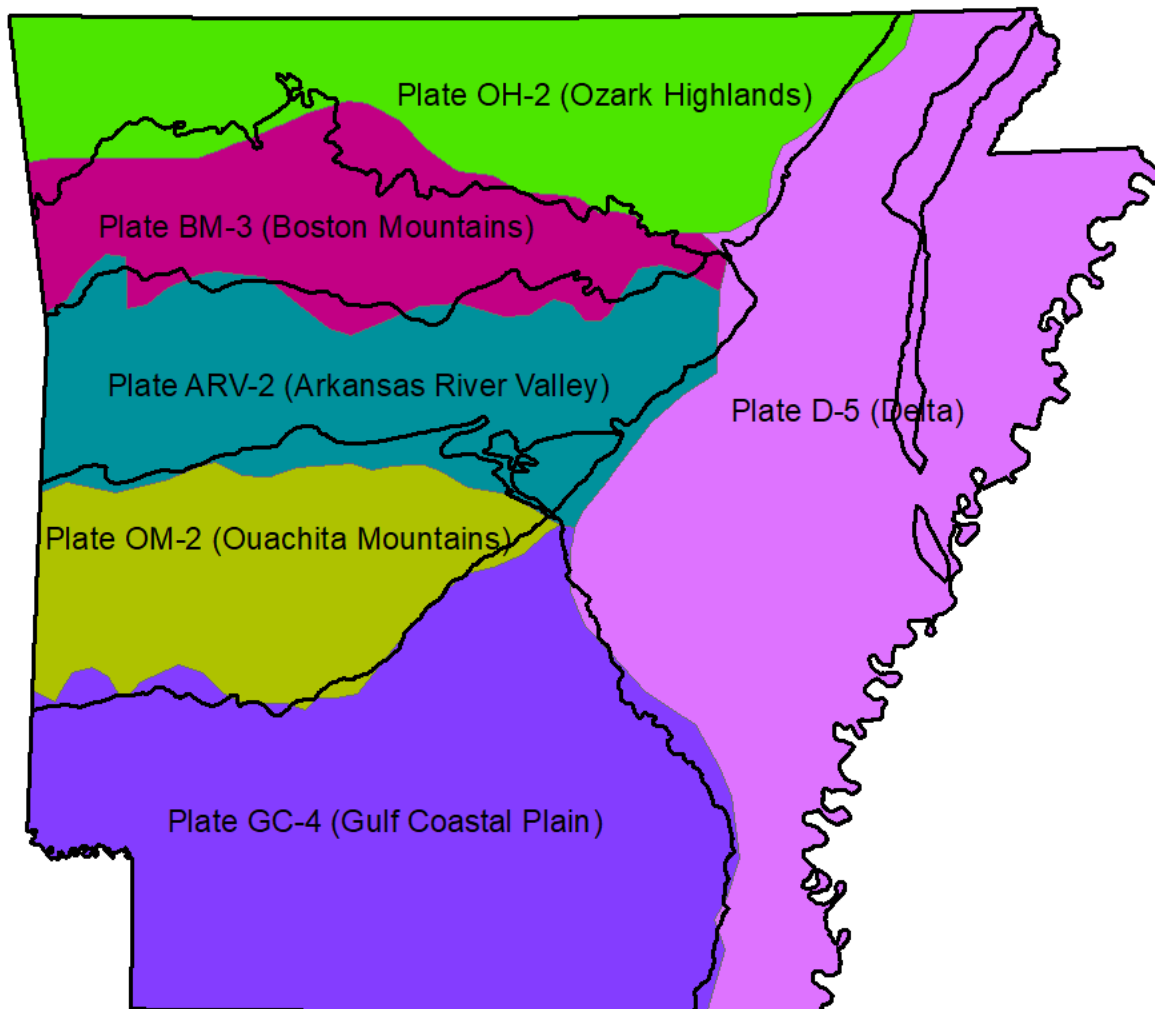 Plate OH-2 (Ozark Highlands)
Plate BM-3 (Boston Mountains)
Plate ARV-2 (Arkansas River Valley)
Plate D-5 (Delta)
Plate OM-2 (Ouachita Mountains)
Plate GC-4 (Gulf Coastal Plain)